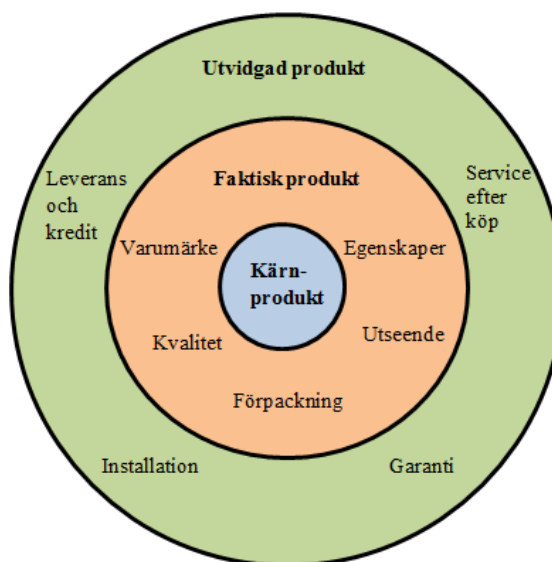 Utvidgad produkt
Leverans
och
kredit
Service
efter
köp
Faktisk produkt
Varumärke
Egenskaper
Kärn-
produkt
Kvalitet
Utseende
Förpackning
Installation
Garanti